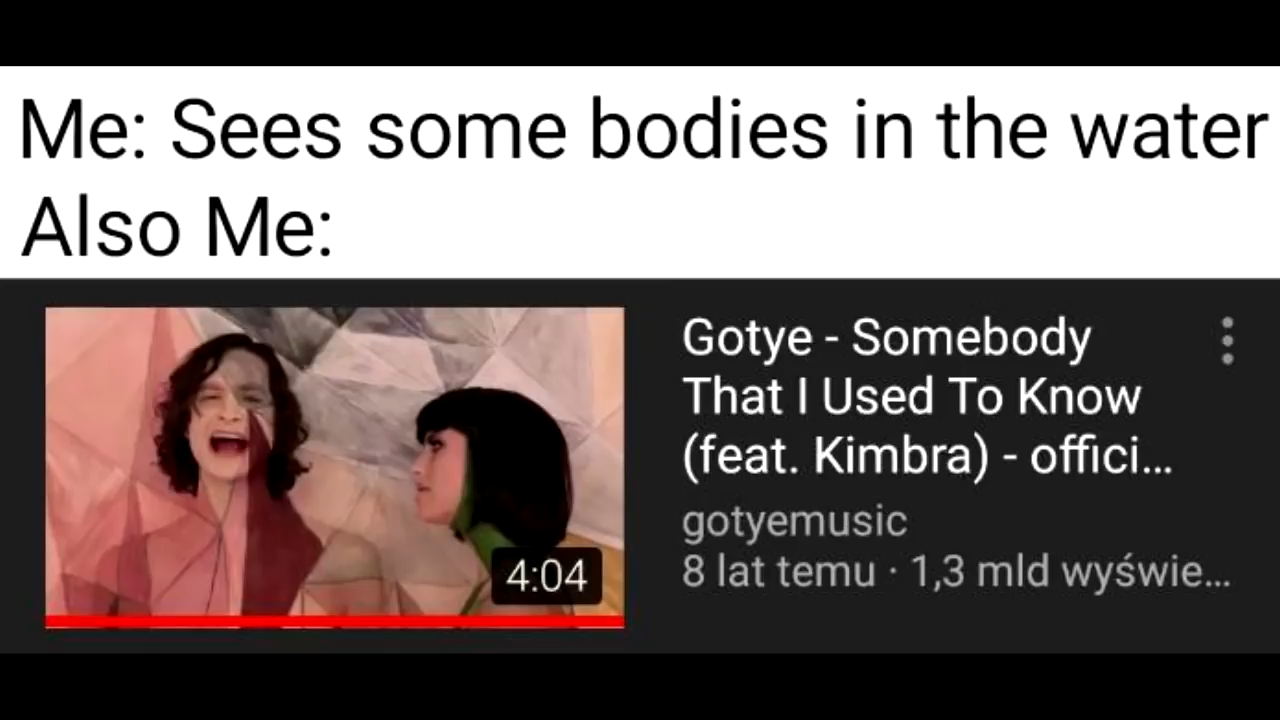 Me: Sees some bodies in the water
Also Me:
Gotye - Somebody
That I Used To Know
(feat. Kimbra) - offici...
gotyemusic
8 lat temu · 1,3 mld wyświe...
4:04